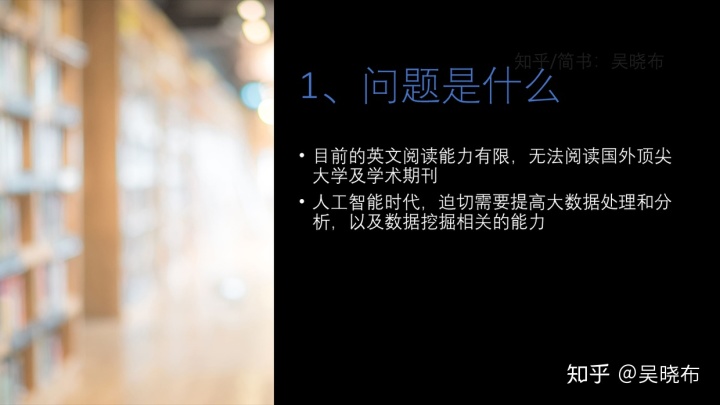 知乎/简书：吴晓布
1、问题是什么
• 目前的英文阅读能力有限，无法阅读国外顶尖
大学及学术期刊
• 人工智能时代，迫切需要提高大数据处理和分
析，以及数据挖掘相关的能力
知乎 @吴晓布